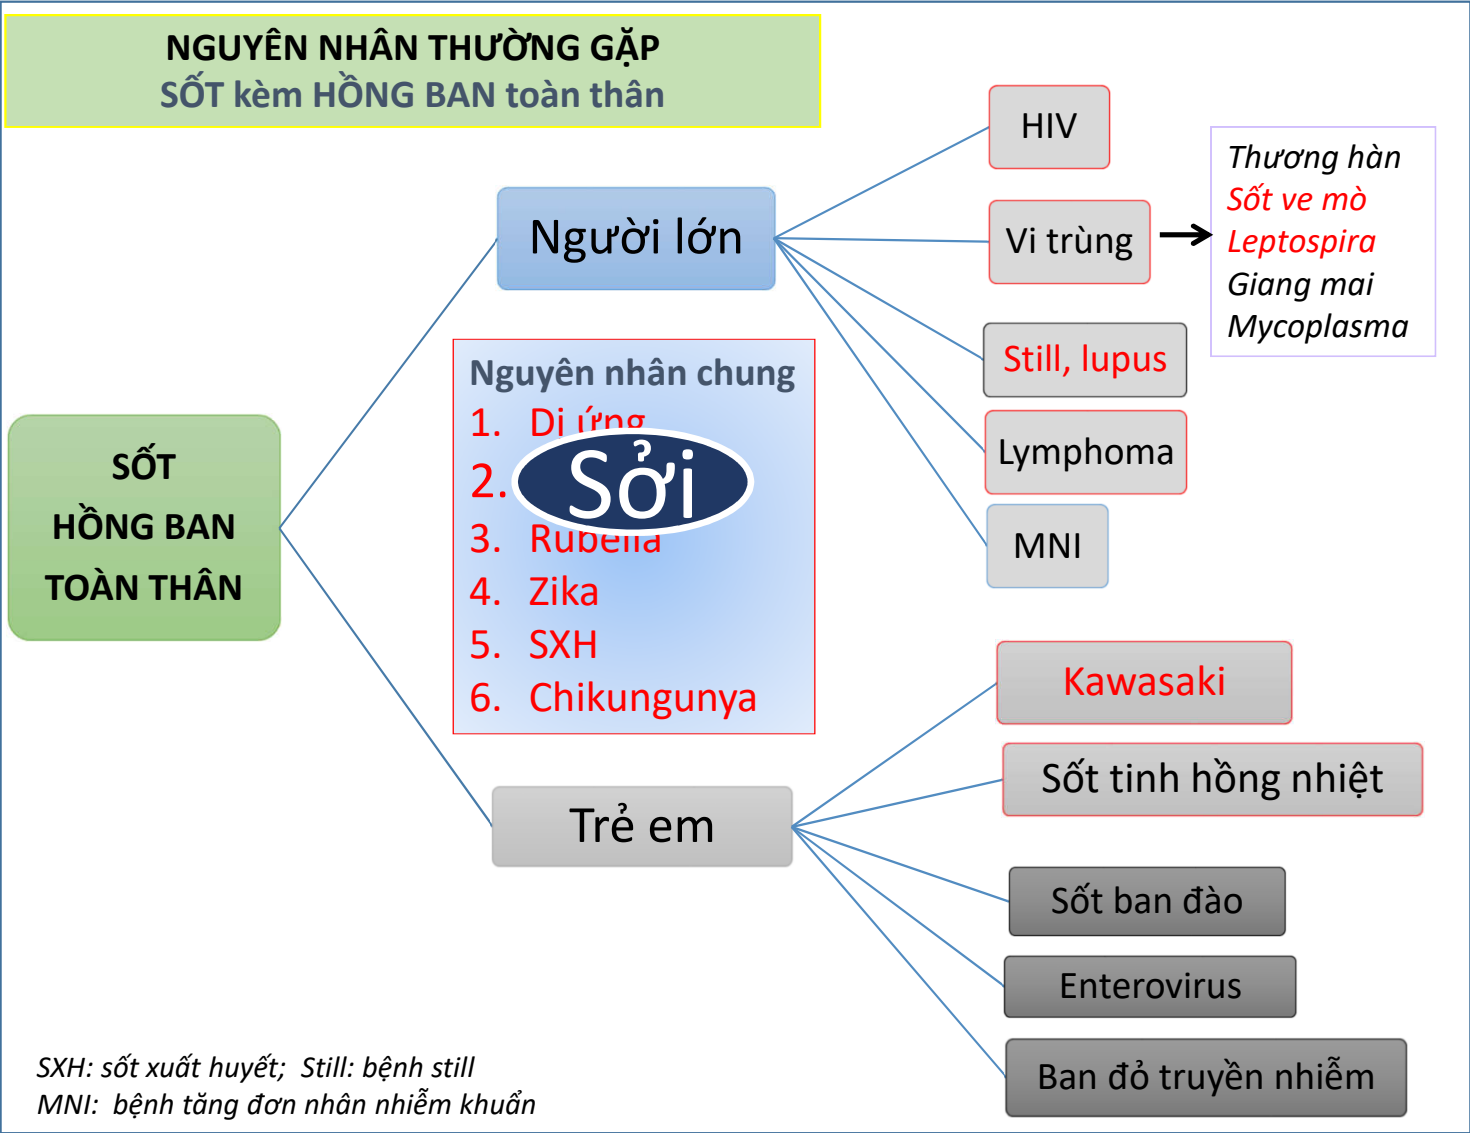 NGUYÊN NHÂN THƯỜNG GẶP
SỐT kèm HỒNG BAN toàn thân
SỐT
HỒNG BAN
TOÀN THÂN
Người lớn
HIV
Vi trùng
Thương hàn
Sốt ve mò
Leptospira
Giang mai
Mycoplasma
Still, lupus
Lymphoma
MNI
Nguyên nhân chung
1. Dị ứng
2. Sởi
3. Rubella
4. Zika
5. SXH
6. Chikungunya
Trẻ em
Kawasaki
Sốt tinh hồng nhiệt
Sốt ban đào
Enterovirus
Ban đỏ truyền nhiễm
SXH: sốt xuất huyết; Still: bệnh still
MNI: bệnh tăng đơn nhân nhiễm khuẩn